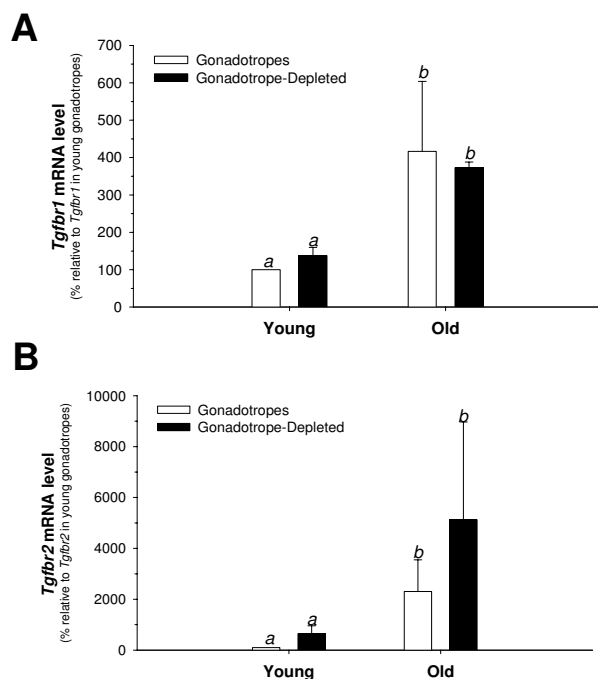 A
Tgfbr1 mRNA level
(% relative to Tgfbr1 in young gonadotropes)
700
600
500
400
300
200
100
0
Gonadotropes
Gonadotrope-Depleted
a
a
b
b
Young
Old
B
Tgfbr2 mRNA level
(% relative to Tgfbr2 in young gonadotropes)
10000
8000
6000
4000
2000
0
Gonadotropes
Gonadotrope-Depleted
a
a
b
b
Young
Old